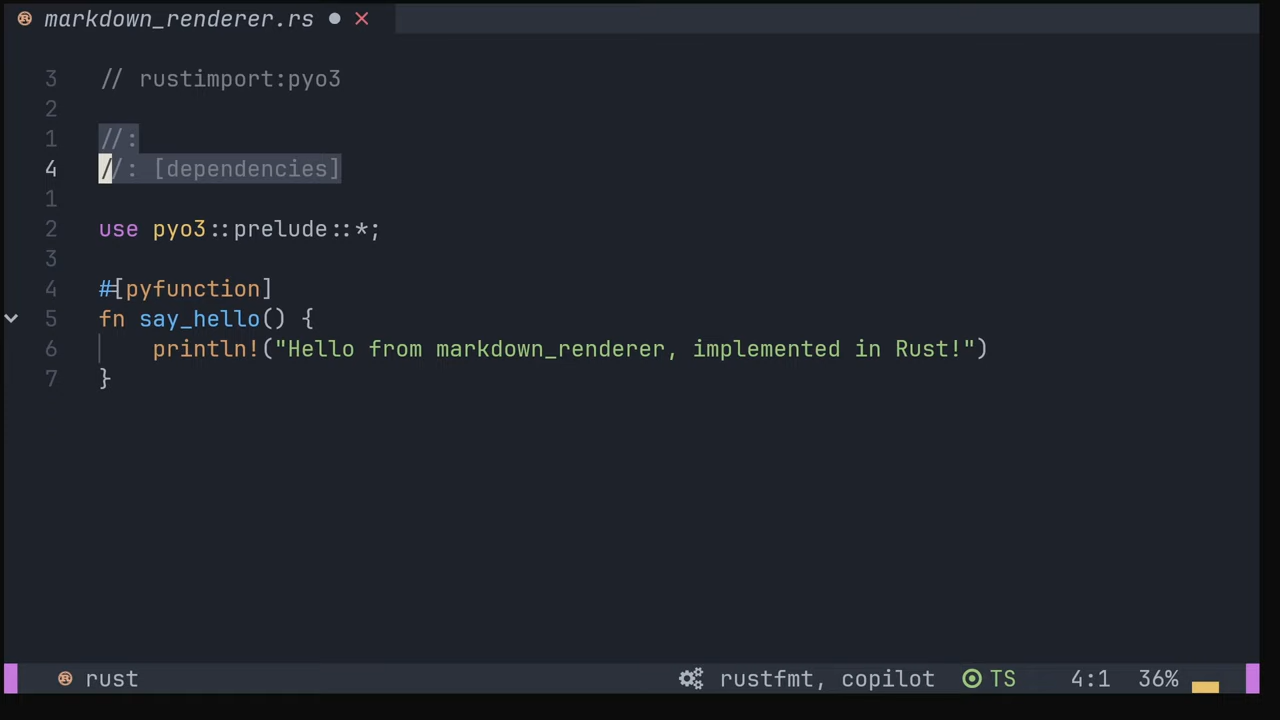 markdown_renderer.rs
3 // rustimport:pyo3
2
1 //:
4 //: [dependencies]
1
2 use pyo3::prelude::*;
3
4 #[pyfunction]
5 fn say_hello() {
6 println!("Hello from markdown_renderer, implemented in Rust!")
7 }
rust rustfmt, copilot TS 4:1 36%